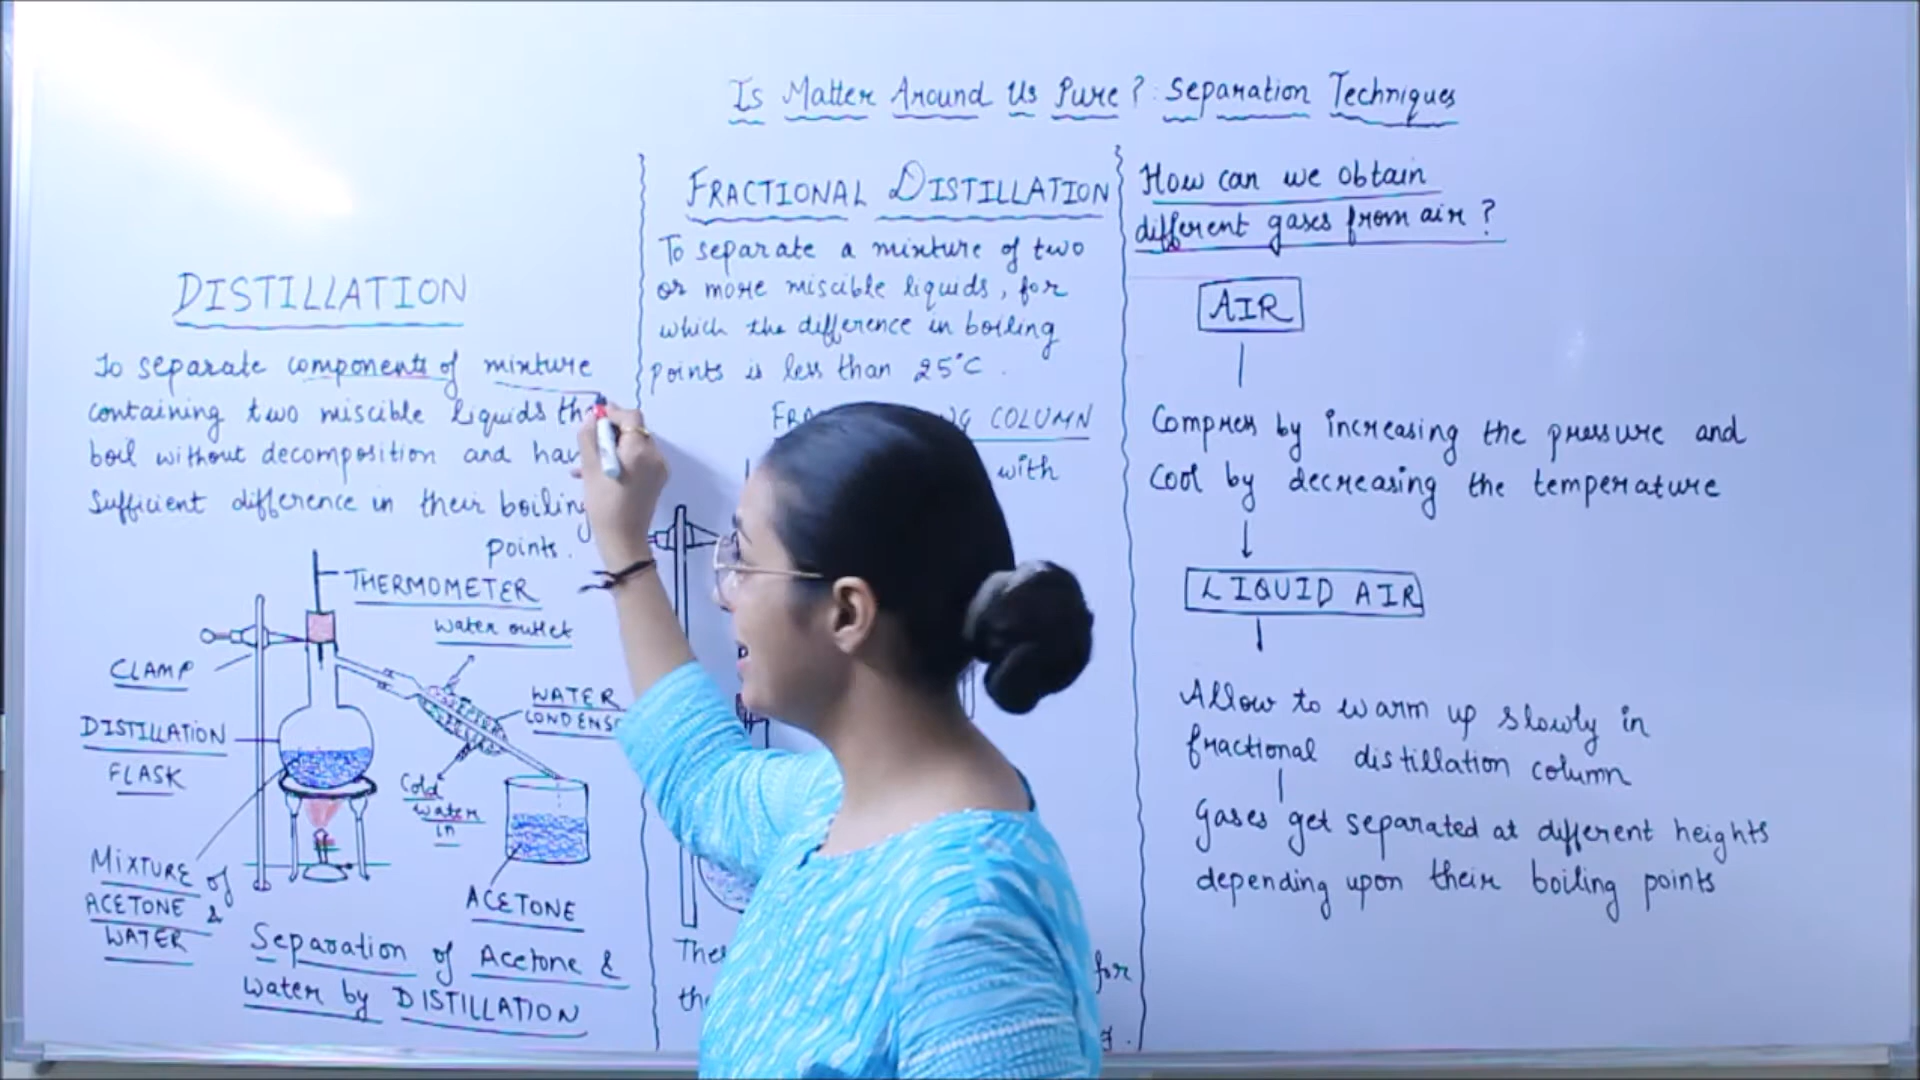 Is Matter Around Us Pure? : Separation Techniques
DISTILLATION
To separate components of mixture
containing two miscible liquids
boil without decomposition and
sufficient difference in their boiling
points.
THERMOMETER
Water outlet
CLAMP
WATER
DISTILLATION
FLASK
Cold
water
in
MIXTURE of
ACETONE &
WATER
ACETONE
Separation of Acetone &
Water by DISTILLATION
FRACTIONAL DISTILLATION
To separate a mixture of two
or more miscible liquids, for
which the difference in boiling
points is less than 25°C.
COLUMN
with
for
How can we obtain
different gases from air?
AIR
Compress by increasing the pressure and
Cool by decreasing the temperature
LIQUID AIR
Allow to warm up slowly in
fractional distillation column
Gases get separated at different heights
depending upon their boiling points